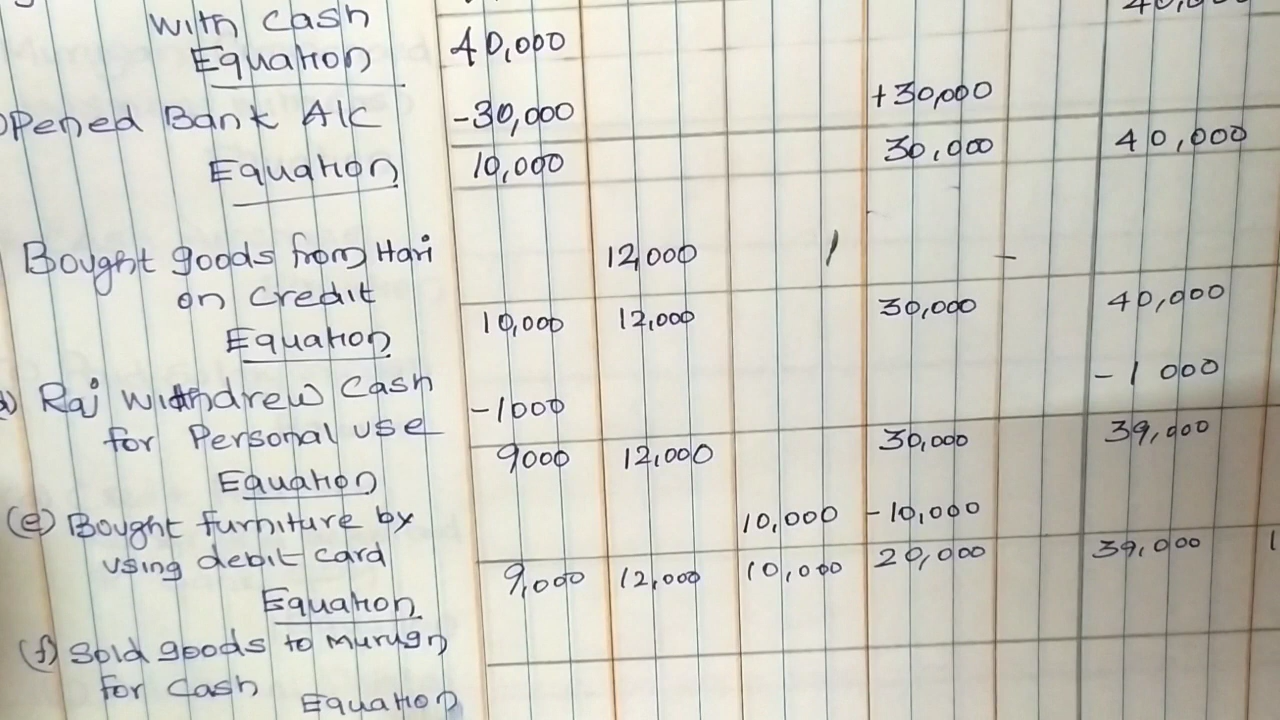 with cash 40,000
Equation 40,000
Opened Bank A/c -30,000 +30,000
Equation 10,000 30,000 40,000
Bought goods from Hari 12,000 -
on credit
Equation 10,000 12,000 30,000 40,000
Raj withdrew cash -1000 -1 000
for Personal use
Equation 9000 12,000 30,000 39,000
(e) Bought furniture by 10,000 -10,000
using debit card
Equation 9,000 12,000 10,000 20,000 39,000
(f) Sold goods to Murugn
for cash
Equation